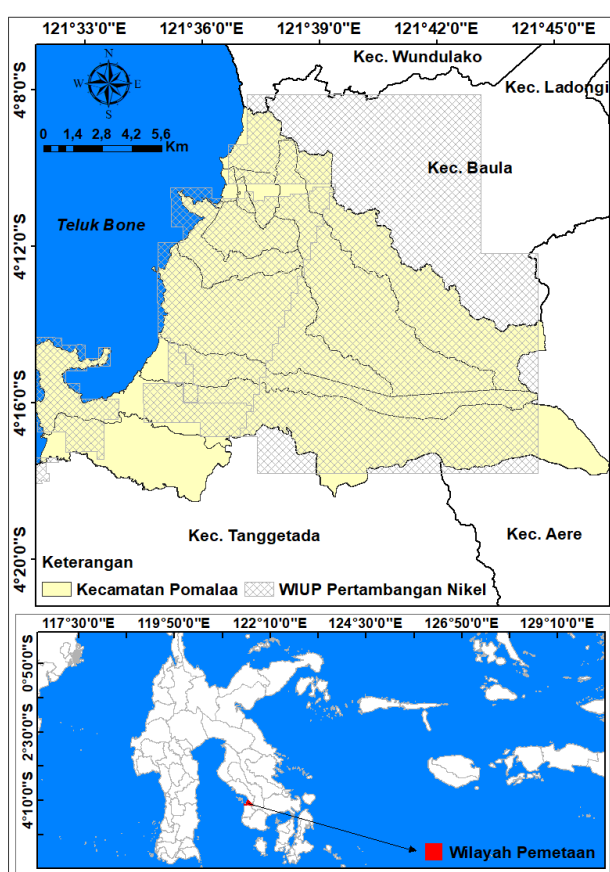 121°33'0"E 121°36'0"E 121°39'0"E 121°42'0"E 121°45'0"E
Kec. Wundulako
N
W E
S
4°8'0"S
Kec. Ladongi
0 1,4 2,8 4,2 5,6
Km
Kec. Baula
Teluk Bone
4°12'0"S
4°16'0"S
Kec. Tanggetada
Kec. Aere
4°20'0"S
Keterangan
Kecamatan Pomalaa WIUP Pertambangan Nikel
117°30'0"E 119°50'0"E 122°10'0"E 124°30'0"E 126°50'0"E 129°10'0"E
0°50'0"S
2°30'0"S
4°10'0"S
Wilayah Pemetaan